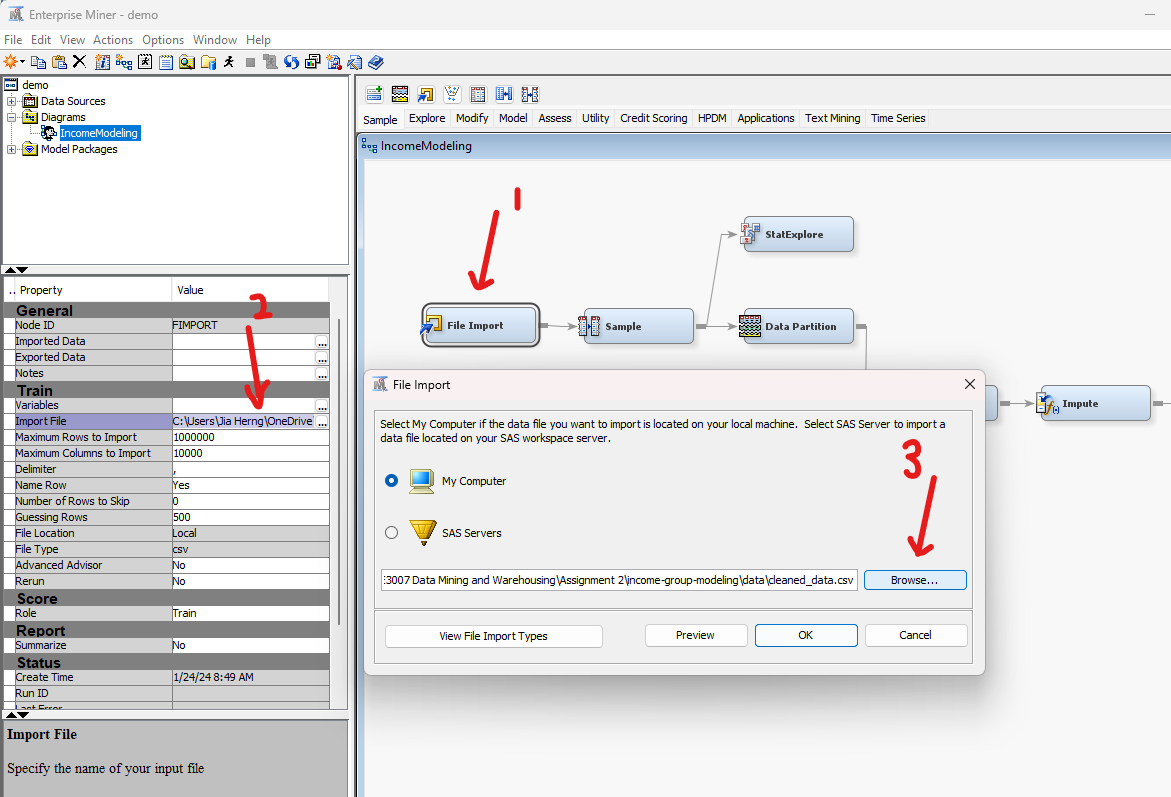 Enterprise Miner - demo
File Edit View Actions Options Window Help
demo
Data Sources
Diagrams
IncomeModeling
Model Packages
Sample Explore Modify Model Assess Utility Credit Scoring HPDM Applications Text Mining Time Series
IncomeModeling
1
StatExplore
File Import
Sample
Data Partition
Impute
.. Property Value
General
Node ID FIMPORT
Imported Data ...
Exported Data ...
Notes ...
Train
Variables ...
Import File C:\Users\Jia Herng\OneDrive ...
Maximum Rows to Import 1000000
Maximum Columns to Import 10000
Delimiter ,
Name Row Yes
Number of Rows to Skip 0
Guessing Rows 500
File Location Local
File Type csv
Advanced Advisor No
Rerun No
Score
Role Train
Report
Summarize No
Status
Create Time 1/24/24 8:49 AM
Run ID
Last Error
2
Import File
Specify the name of your input file
File Import
Select My Computer if the data file you want to import is located on your local machine. Select SAS Server to import a
data file located on your SAS workspace server.
My Computer
3
SAS Servers
3007 Data Mining and Warehousing\Assignment 2\income-group-modeling\data\cleaned_data.csv Browse...
View File Import Types Preview OK Cancel